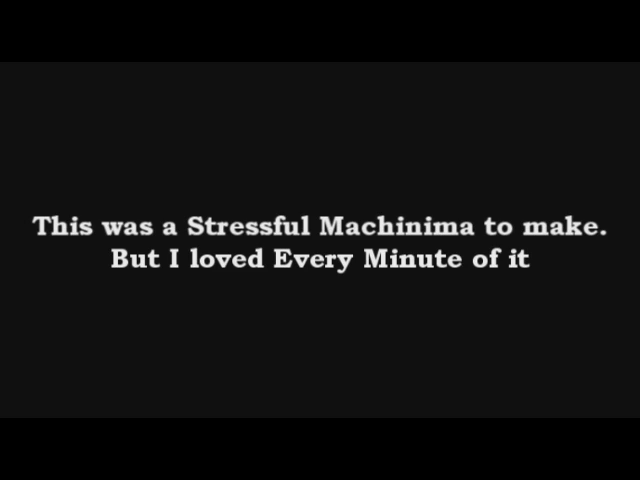 This was a Stressful Machinima to make.
But I loved Every Minute of it